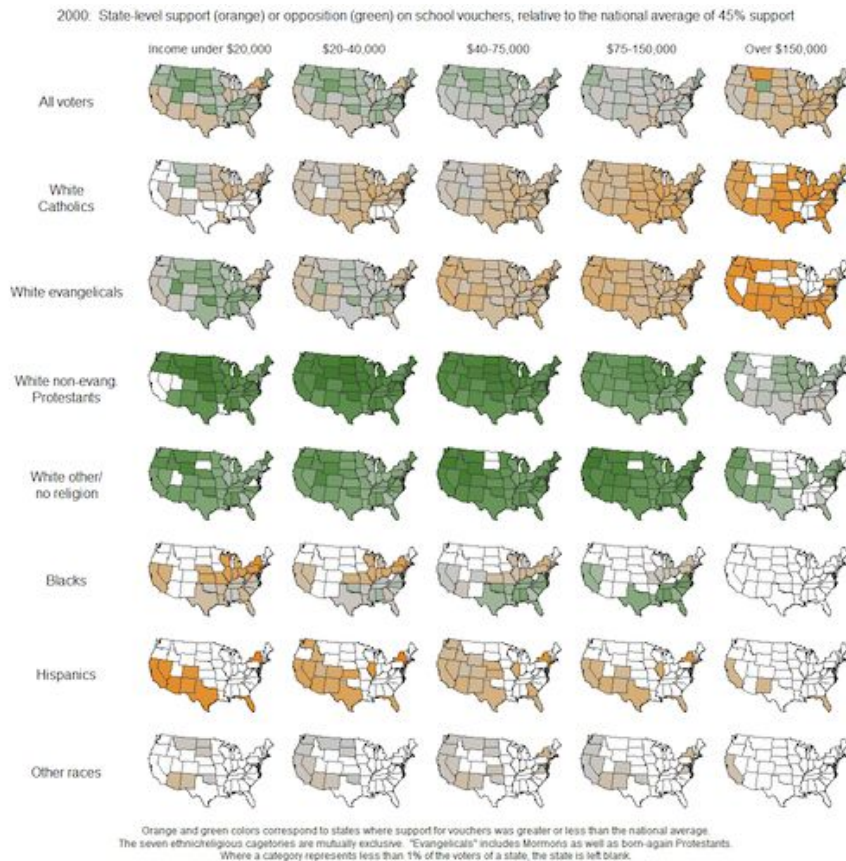 2000: State-level support (orange) or opposition (green) on school vouchers, relative to the national average of 45% support
Income under $20,000 $20-40,000 $40-75,000 $75-150,000 Over $150,000
All voters
White
Catholics
White evangelicals
White non-evang.
Protestants
White other/
no religion
Blacks
Hispanics
Other races
Orange and green colors correspond to states where support for vouchers was greater or less than the national average.
The seven ethnic/religious cagetories are mutually exclusive. "Evangelicals" includes Mormons as well as born-again Protestants.
Where a category represents less than 1% of the voters of a state, the state is left blank.